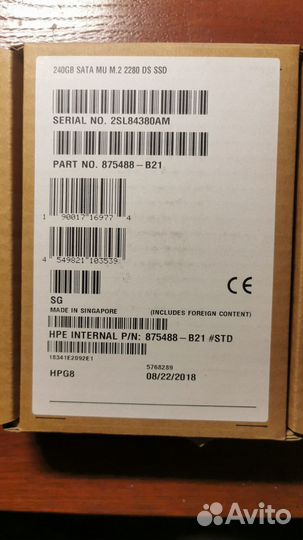 240GB SATA MU M.2 2280 DS SSD
SERIAL NO. 2SL84380AM
PART NO. 875488-B21
1 90017 16977 4
4 549821 103539
SG
MADE IN SINGAPORE (INCLUDES FOREIGN CONTENT)
CE
HPE INTERNAL P/N: 875488-B21 #STD
18341E2092E1
5768289
HPG8 08/22/2018
Avito